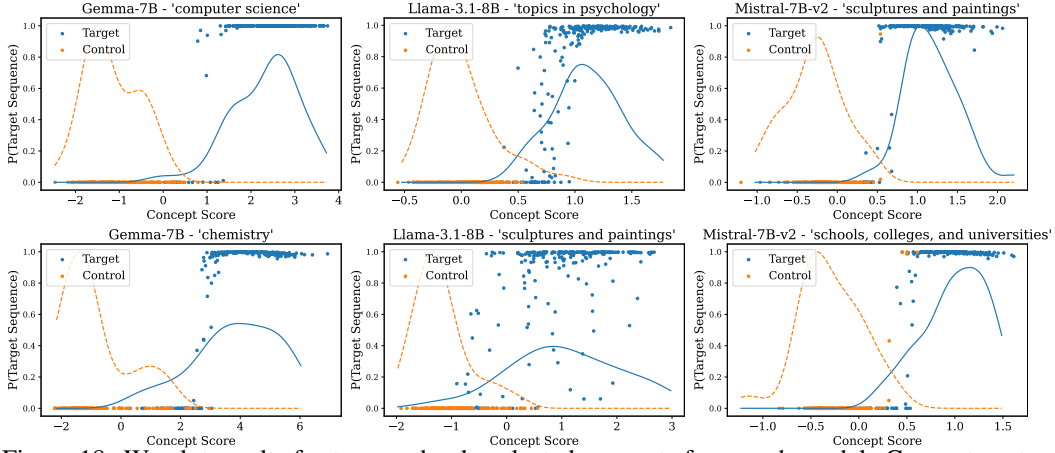 Gemma-7B - 'computer science'
1.0
0.8
0.6
0.4
0.2
0.0
P(Target Sequence)
Target
Control
−2
−1
0
1
2
3
4
Concept Score
Llama-3.1-8B - 'topics in psychology'
1.0
0.8
0.6
0.4
0.2
0.0
P(Target Sequence)
Target
Control
−0.5
0.0
0.5
1.0
1.5
Concept Score
Mistral-7B-v2 - 'sculptures and paintings'
1.0
0.8
0.6
0.4
0.2
0.0
P(Target Sequence)
Target
Control
−1.0
−0.5
0.0
0.5
1.0
1.5
2.0
Concept Score
Gemma-7B - 'chemistry'
1.0
0.8
0.6
0.4
0.2
0.0
P(Target Sequence)
Target
Control
−2
0
2
4
6
Concept Score
Llama-3.1-8B - 'sculptures and paintings'
1.0
0.8
0.6
0.4
0.2
0.0
P(Target Sequence)
Target
Control
−2
−1
0
1
2
3
Concept Score
Mistral-7B-v2 - 'schools, colleges, and universities'
1.0
0.8
0.6
0.4
0.2
0.0
P(Target Sequence)
Target
Control
−1.0
−0.5
0.0
0.5
1.0
1.5
Concept Score